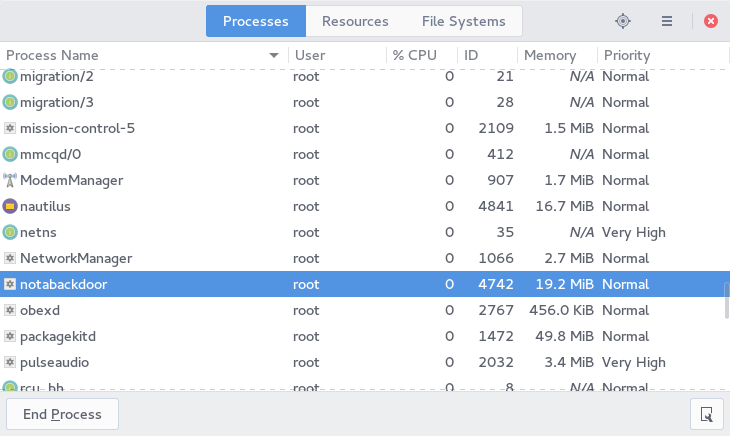 Processes Resources File Systems
Process Name User % CPU ID Memory Priority
migration/2 root 0 21 N/A Normal
migration/3 root 0 28 N/A Normal
mission-control-5 root 0 2109 1.5 MiB Normal
mmcqd/0 root 0 412 N/A Normal
ModemManager root 0 907 1.7 MiB Normal
nautilus root 0 4841 16.7 MiB Normal
netns root 0 35 N/A Very High
NetworkManager root 0 1066 2.7 MiB Normal
notabackdoor root 0 4742 19.2 MiB Normal
obexd root 0 2767 456.0 KiB Normal
packagekitd root 0 1472 49.8 MiB Normal
pulseaudio root 0 2032 3.4 MiB Very High
rcu_bh root 0 8 N/A Normal
End Process